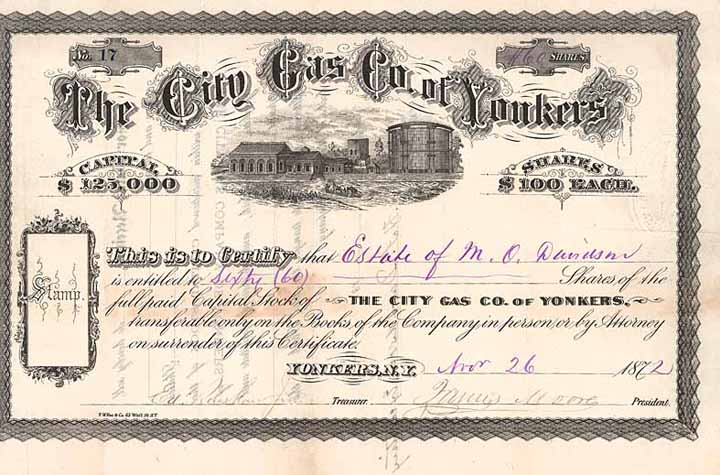 No. 17
SHARES
The City Gas Co. of Yonkers
CAPITAL
$ 125,000
SHARES
$ 100 EACH.
Stamp.
This is to Certify that Estate of M. O. Davidson
is entitled to Sixty (60) Shares of the
full paid Capital Stock of THE CITY GAS CO. OF YONKERS,
transferable only on the Books of the Company in person or by Attorney
on surrender of this Certificate.
YONKERS, N.Y. Nov 26 1872
Treasurer. Moore President.